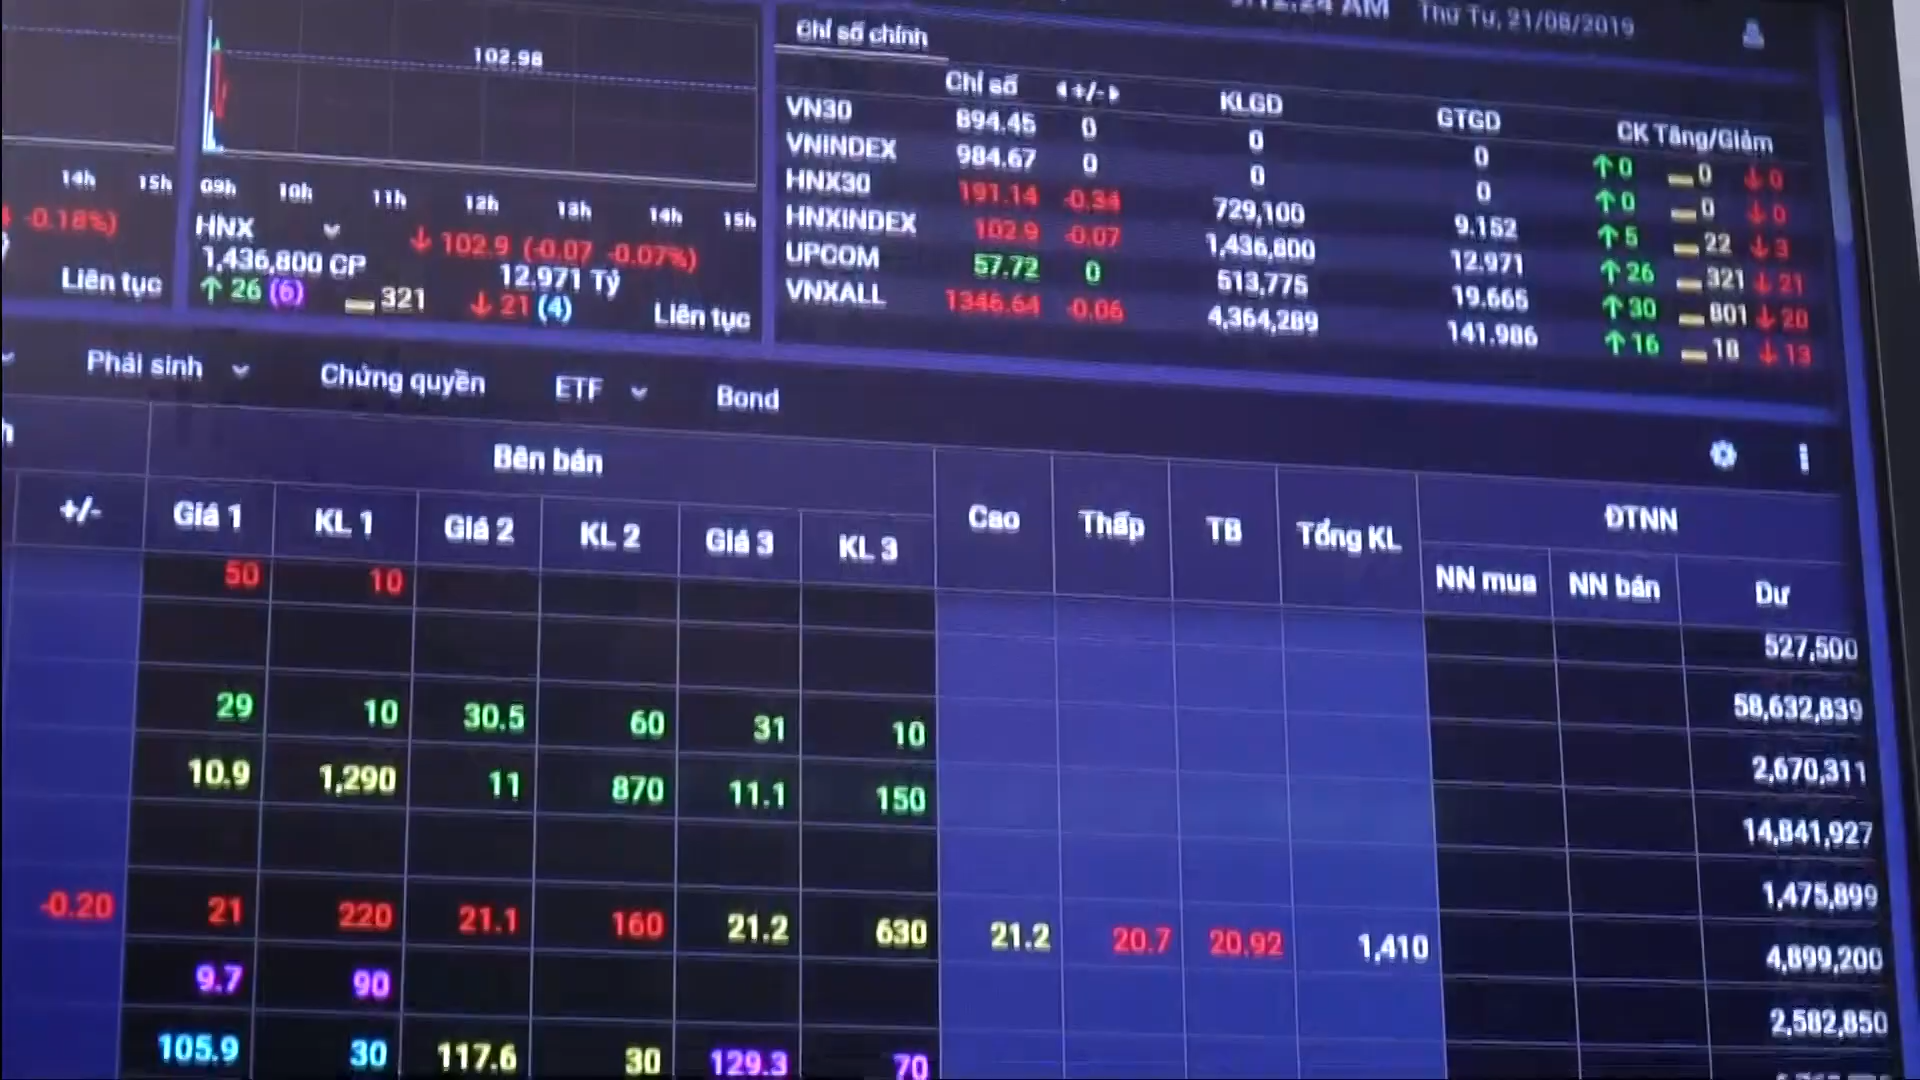 Thứ Tư, 21/08/2019
Chỉ số chính
102.98
Chỉ số +/- KLGD GTGD CK Tăng/Giảm
VN30 894.45 0 0 0 0 0 0
VNINDEX 984.67 0 0 0 0 0 0
HNX30 191.14 -0.34 729,100 9.152 5 22 3
HNXINDEX 102.9 -0.07 1,436,800 12.971 26 321 21
UPCOM 57.72 0 513,775 19.665 30 801 20
VNXALL 1346.64 -0.06 4,364,289 141.986 16 18 13
14h 15h
09h 10h 11h 12h 13h 14h 15h
-0.18%)
HNX 102.9 (-0.07 -0.07%)
1,436,800 CP 12.971 Tỷ
Liên tục
26 (6) 321 21 (4) Liên tục
Phái sinh Chứng quyền ETF Bond
Bên bán
+/- Giá 1 KL 1 Giá 2 KL 2 Giá 3 KL 3 Cao Thấp TB Tổng KL ĐTNN
NN mua NN bán Dư
50 10 527,500
58,632,839
29 10 30.5 60 31 10 2,670,311
10.9 1,290 11 870 11.1 150 14,841,927
1,475,899
-0.20 21 220 21.1 160 21.2 630 21.2 20.7 20.92 1,410 4,899,200
9.7 90 2,582,850
105.9 30 117.6 30 129.3 70